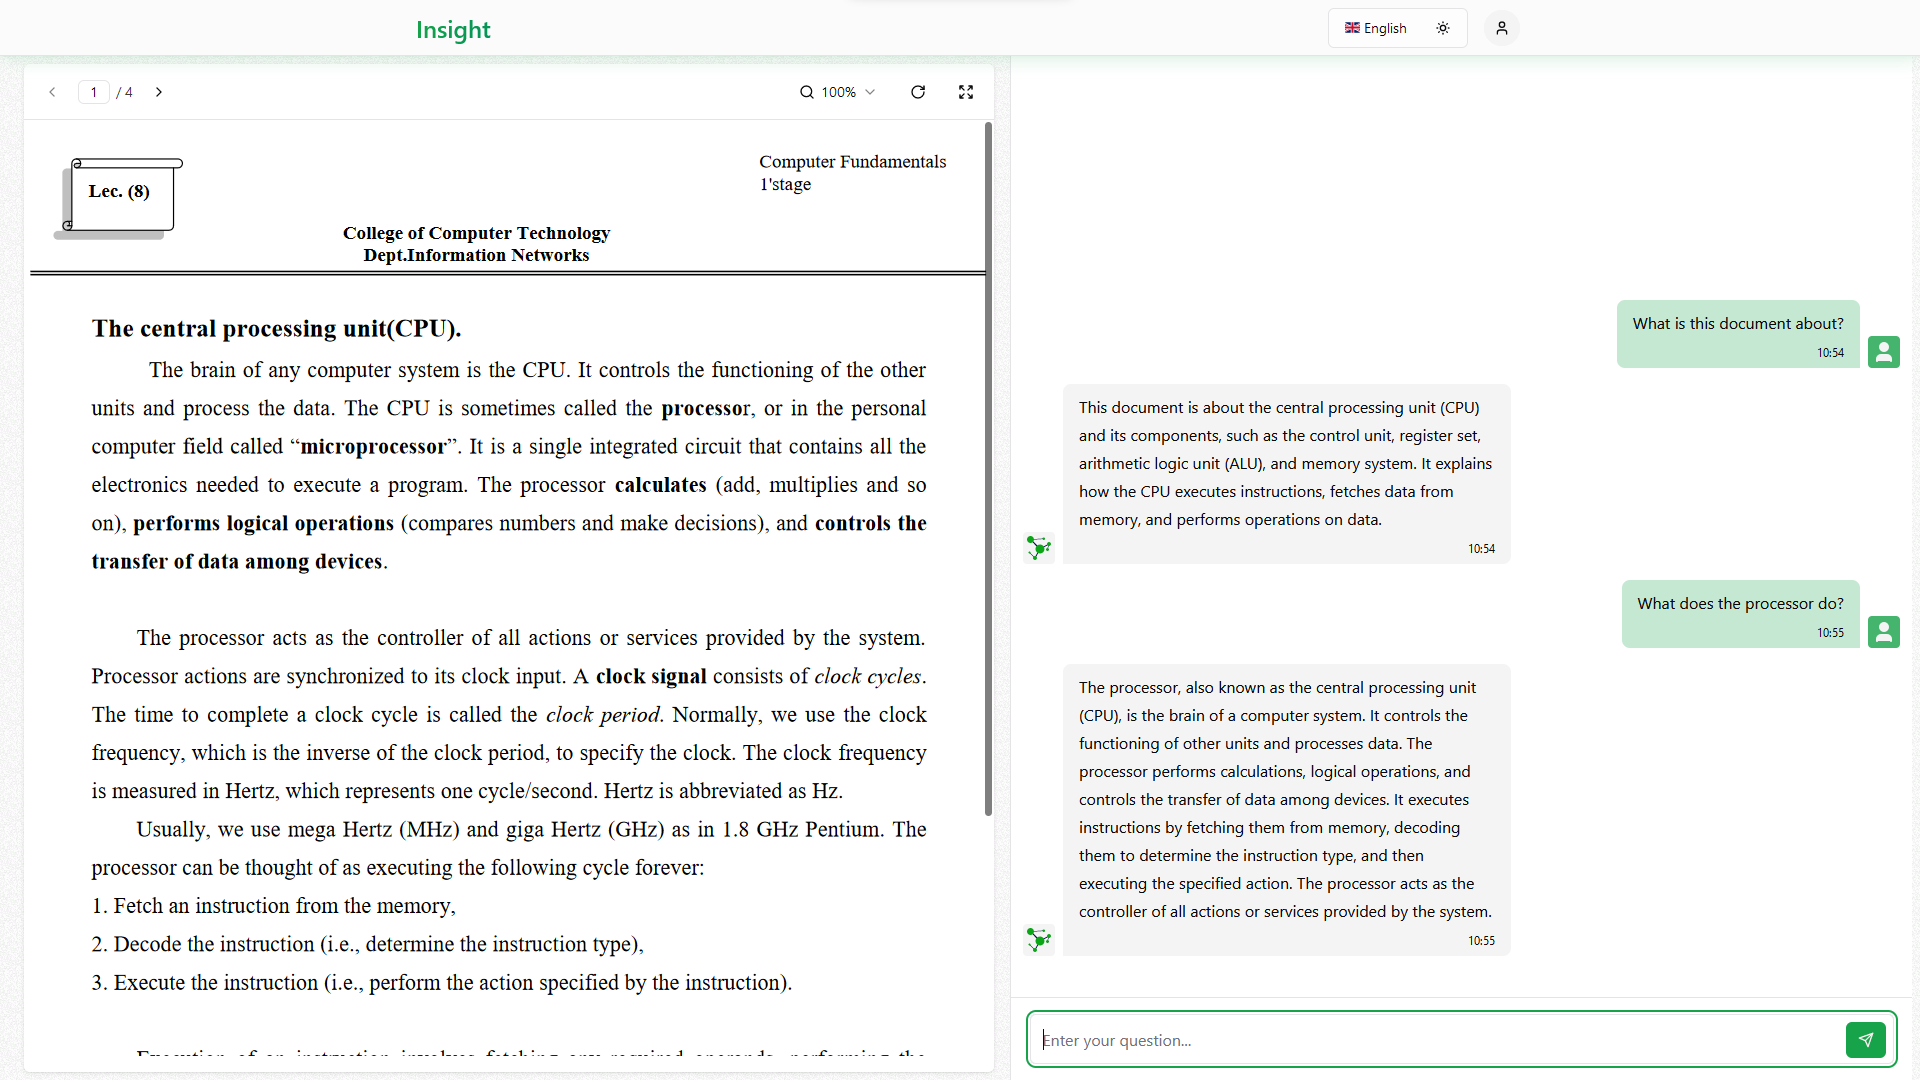 Insight
English
1 / 4
100%
Lec. (8)
Computer Fundamentals
1'stage
College of Computer Technology
Dept.Information Networks
The central processing unit(CPU).
The brain of any computer system is the CPU. It controls the functioning of the other
units and process the data. The CPU is sometimes called the processor, or in the personal
computer field called “microprocessor”. It is a single integrated circuit that contains all the
electronics needed to execute a program. The processor calculates (add, multiplies and so
on), performs logical operations (compares numbers and make decisions), and controls the
transfer of data among devices.
The processor acts as the controller of all actions or services provided by the system.
Processor actions are synchronized to its clock input. A clock signal consists of clock cycles.
The time to complete a clock cycle is called the clock period. Normally, we use the clock
frequency, which is the inverse of the clock period, to specify the clock. The clock frequency
is measured in Hertz, which represents one cycle/second. Hertz is abbreviated as Hz.
Usually, we use mega Hertz (MHz) and giga Hertz (GHz) as in 1.8 GHz Pentium. The
processor can be thought of as executing the following cycle forever:
1. Fetch an instruction from the memory,
2. Decode the instruction (i.e., determine the instruction type),
3. Execute the instruction (i.e., perform the action specified by the instruction).
Execution of an instruction involves fetching any required operands, performing the
What is this document about?
10:54
This document is about the central processing unit (CPU)
and its components, such as the control unit, register set,
arithmetic logic unit (ALU), and memory system. It explains
how the CPU executes instructions, fetches data from
memory, and performs operations on data.
10:54
What does the processor do?
10:55
The processor, also known as the central processing unit
(CPU), is the brain of a computer system. It controls the
functioning of other units and processes data. The
processor performs calculations, logical operations, and
controls the transfer of data among devices. It executes
instructions by fetching them from memory, decoding
them to determine the instruction type, and then
executing the specified action. The processor acts as the
controller of all actions or services provided by the system.
10:55
Enter your question...